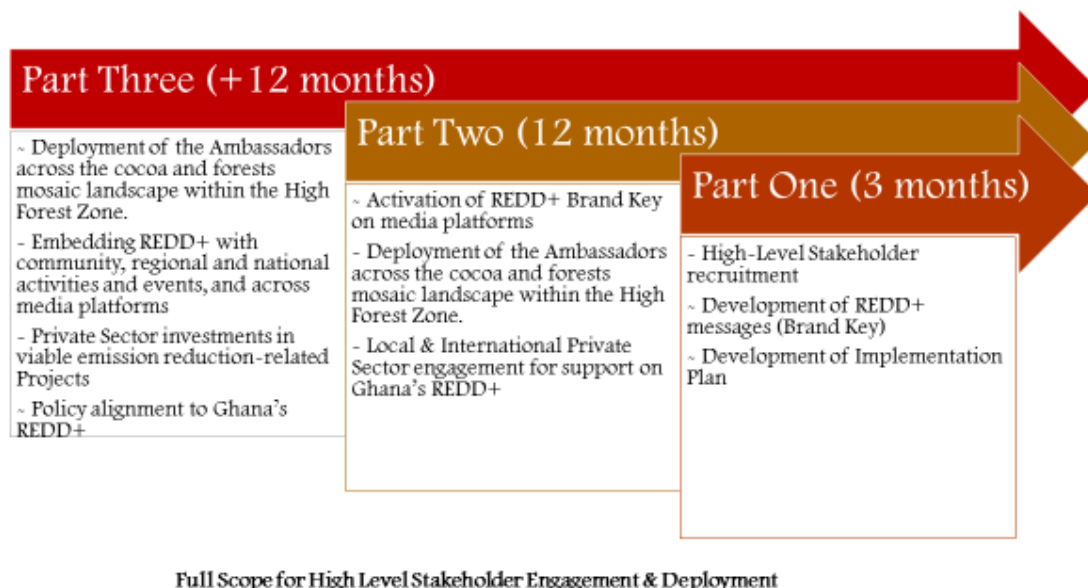 Part Three (+12 months)
~ Deployment of the Ambassadors
across the cocoa and forests
mosaic landscape within the High
Forest Zone.
~ Embedding REDD+ with
community, regional and national
activities and events, and across
media platforms
~ Private Sector investments in
viable emission reduction-related
Projects
~ Policy alignment to Ghana's
REDD+
Part Two (12 months)
~ Activation of REDD+ Brand Key
on media platforms
~ Deployment of the Ambassadors
across the cocoa and forests
mosaic landscape within the High
Forest Zone.
~ Local & International Private
Sector engagement for support on
Ghana's REDD+
Part One (3 months)
~ High-Level Stakeholder
recruitment
~ Development of REDD+
messages (Brand Key)
~ Development of Implementation
Plan
Full Scope for High Level Stakeholder Engagement & Deployment